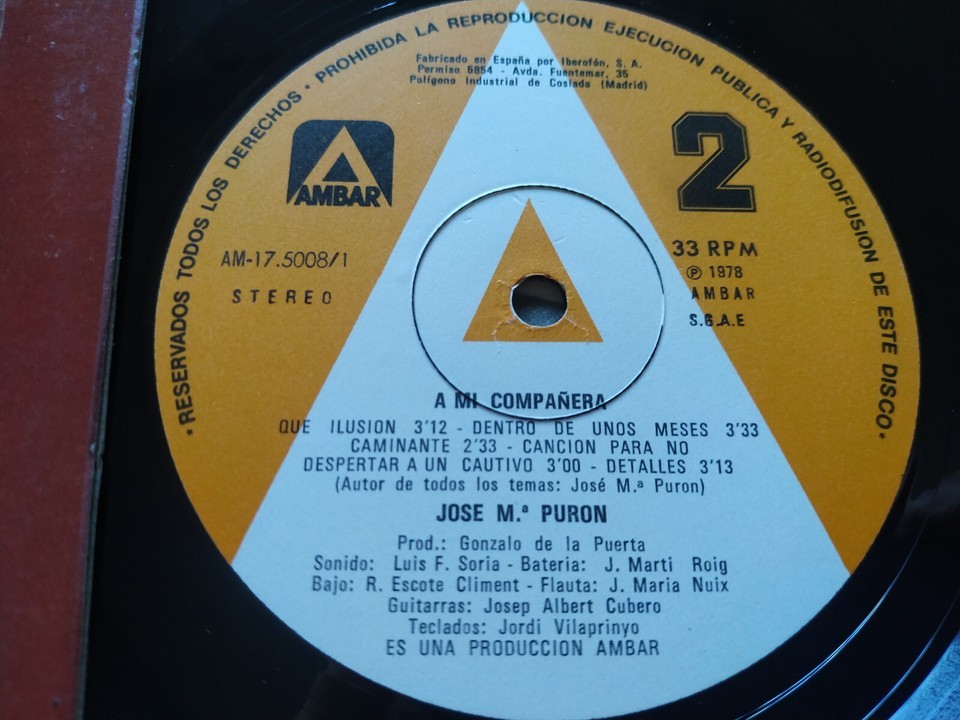 · RESERVADOS TODOS LOS DERECHOS · PROHIBIDA LA REPRODUCCION EJECUCION PUBLICA Y RADIODIFUSION DE ESTE DISCO ·
Fabricado en España por Iberofón, S. A.
Permiso 5854 - Avda. Fuentemar, 35
Polígono Industrial de Coslada (Madrid)
AMBAR
2
AM-17.5008/1
STEREO
33 RPM
℗ 1978
AMBAR
S.G.A.E
A MI COMPAÑERA
QUE ILUSION 3'12 - DENTRO DE UNOS MESES 3'33
CAMINANTE 2'33 - CANCION PARA NO
DESPERTAR A UN CAUTIVO 3'00 - DETALLES 3'13
(Autor de todos los temas: José M.ª Puron)
JOSE M.ª PURON
Prod.: Gonzalo de la Puerta
Sonido: Luis F. Soria - Bateria: J. Marti Roig
Bajo: R. Escote Climent - Flauta: J. Maria Nuix
Guitarras: Josep Albert Cubero
Teclados: Jordi Vilaprinyo
ES UNA PRODUCCION AMBAR